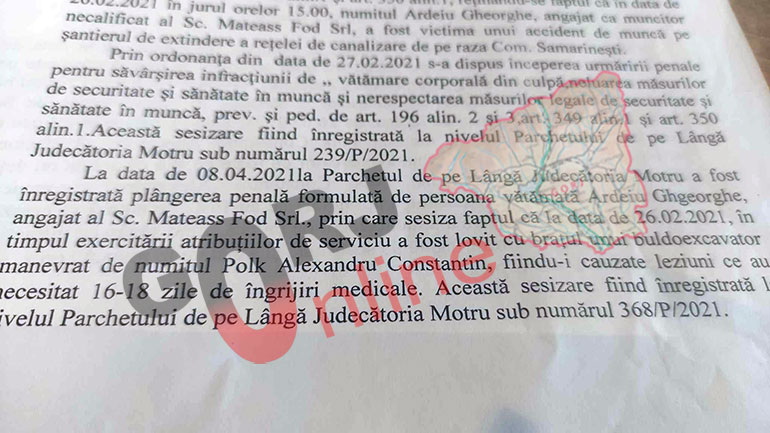 26.02.2021 în jurul orelor 15.00, numitul Ardeiu Gheorghe, angajat ca muncitor
necalificat al Sc. Mateass Fod Srl, a fost victima unui accident de muncă pe
șantierul de extindere a rețelei de canalizare de pe raza Com. Samarinești.
Prin ordonanța din data de 27.02.2021 s-a dispus începerea urmăririi penale
pentru săvârșirea infracțiunii de ,, vătămare corporală din culpă,neluarea măsurilor
de securitate și sănătate în muncă și nerespectarea măsurilor legale de securitate și
sănătate în muncă, prev. și ped. de art. 196 alin. 2 și 3,art. 349 alin.1 și art. 350
alin.1.Această sesizare fiind înregistrată la nivelul Parchetului de pe Lângă
Judecătoria Motru sub numărul 239/P/2021.
La data de 08.04.2021la Parchetul de pe Lângă Judecătoria Motru a fost
înregistrată plângerea penală formulată de persoana vătămată Ardeiu Ghgeorghe,
angajat al Sc. Mateass Fod Srl., prin care sesiza faptul că la data de 26.02.2021, în
timpul exercitării atribuțiilor de serviciu a fost lovit cu brațul unui buldoexcavator
manevrat de numitul Polk Alexandru Constantin, fiindu-i cauzate leziuni ce au
necesitat 16-18 zile de îngrijiri medicale. Această sesizare fiind înregistrată l
ivelul Parchetului de pe Lângă Judecătoria Motru sub numărul 368/P/2021.
GORJ
Online
GORJ